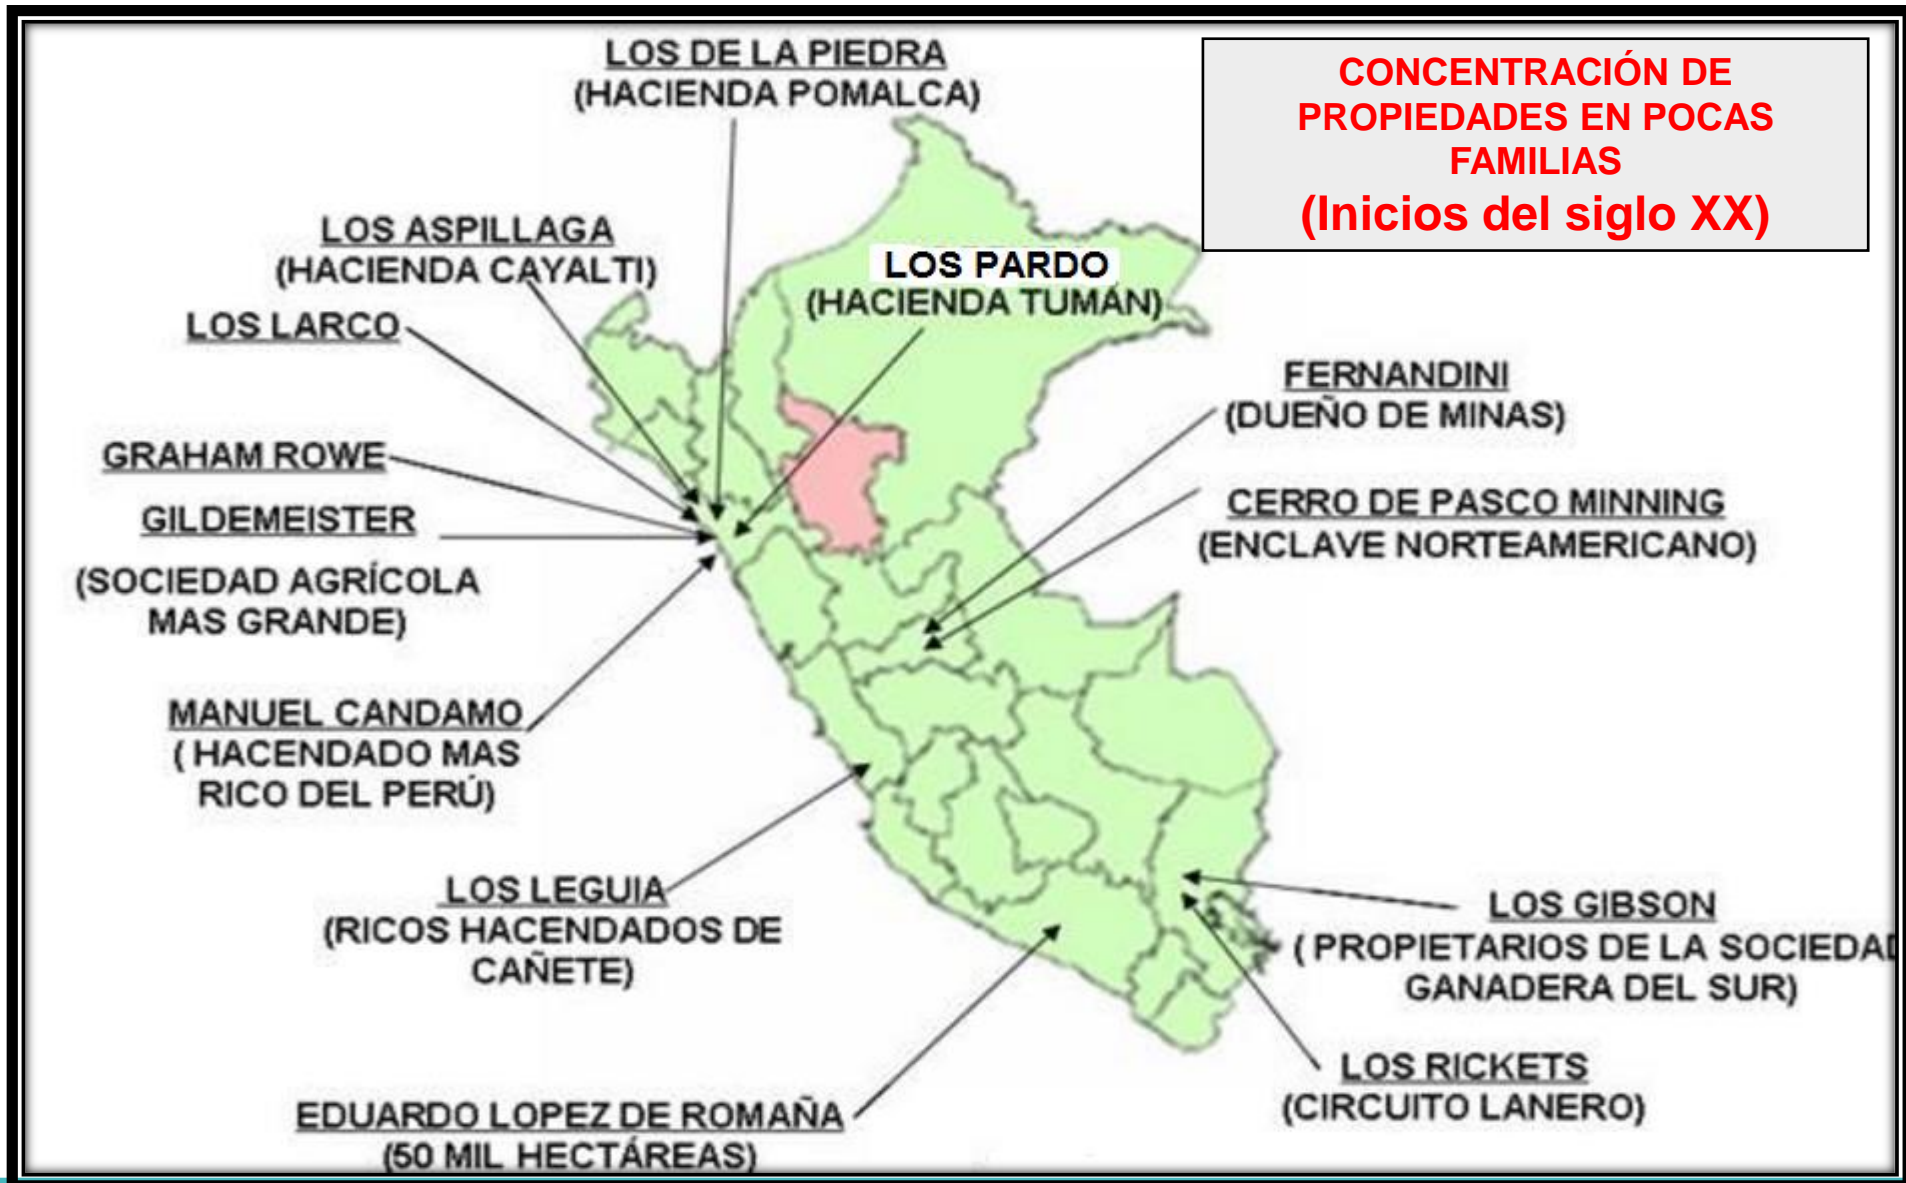 LOS DE LA PIEDRA
(HACIENDA POMALCA)
CONCENTRACIÓN DE
PROPIEDADES EN POCAS
FAMILIAS
(Inicios del siglo XX)
LOS ASPILLAGA
(HACIENDA CAYALTI)
LOS PARDO
(HACIENDA TUMÁN)
LOS LARCO
FERNANDINI
(DUEÑO DE MINAS)
GRAHAM ROWE
GILDEMEISTER
(SOCIEDAD AGRÍCOLA
MAS GRANDE)
CERRO DE PASCO MINNING
(ENCLAVE NORTEAMERICANO)
MANUEL CANDAMO
( HACENDADO MAS
RICO DEL PERÚ)
LOS LEGUIA
(RICOS HACENDADOS DE
CAÑETE)
LOS GIBSON
( PROPIETARIOS DE LA SOCIEDAD
GANADERA DEL SUR)
LOS RICKETS
(CIRCUITO LANERO)
EDUARDO LOPEZ DE ROMAÑA
(50 MIL HECTÁREAS)